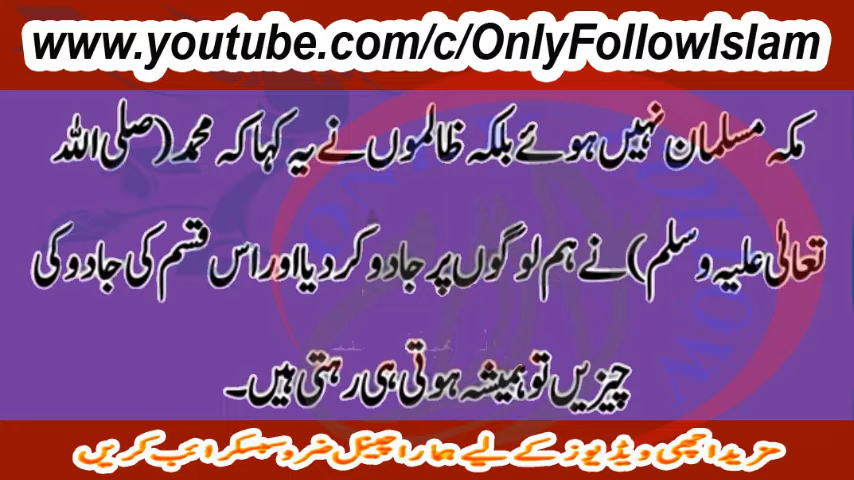 www.youtube.com/c/OnlyFollowIslam
مکہ مسلمان نہیں ہوئے بلکہ ظالموں نے یہ کہا کہ محمد (صلی اللہ
تعالیٰ علیہ وسلم) نے ہم لوگوں پر جادو کر دیا اور اس قسم کی جادو کی
چیزیں تو ہمیشہ ہوتی ہی رہتی ہیں۔
مزید اچھی ویڈیوز کے لیے ہمارا چینل ضرو سبسکرائب کریں